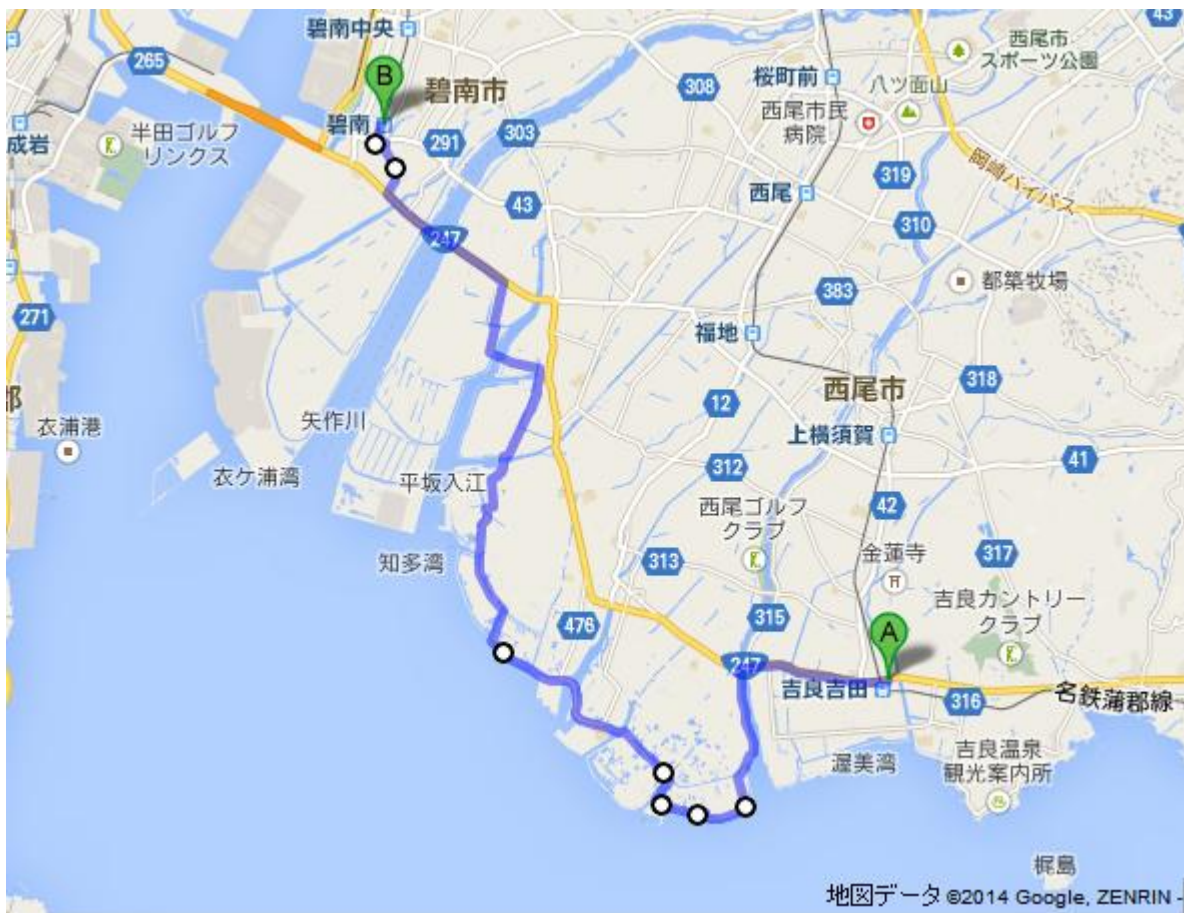 碧南中央
43
265
西尾市
スポーツ公園
B
桜町前
八ツ面山
碧南市
308
碧南
西尾市民
病院
半田ゴルフ
リンクス
成岩
303
291
319
岡崎バイパス
43
西尾
310
247
都築牧場
383
271
福地
西尾市
318
12
郡
衣浦港
矢作川
上横須賀
41
衣ケ浦湾
312
平坂入江
42
西尾ゴルフ
クラブ
金蓮寺
317
知多湾
313
吉良カントリー
クラブ
476
315
A
247
吉良吉田
316
名鉄蒲郡線
渥美湾
吉良温泉
観光案内所
梶島
地図データ ©2014 Google, ZENRIN -